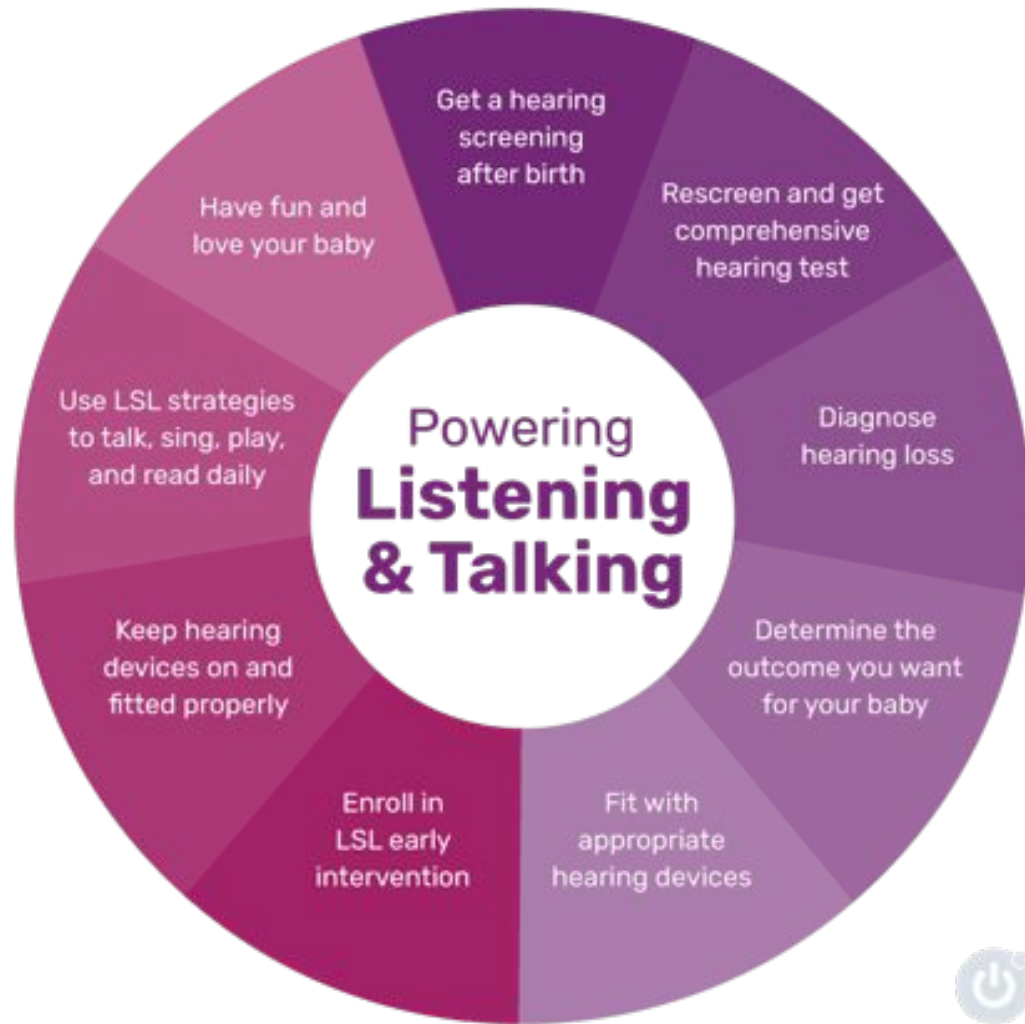 Powering
Listening
& Talking
Get a hearing
screening
after birth
Rescreen and get
comprehensive
hearing test
Diagnose
hearing loss
Determine the
outcome you want
for your baby
Fit with
appropriate
hearing devices
Enroll in
LSL early
intervention
Keep hearing
devices on and
fitted properly
Use LSL strategies
to talk, sing, play,
and read daily
Have fun and
love your baby